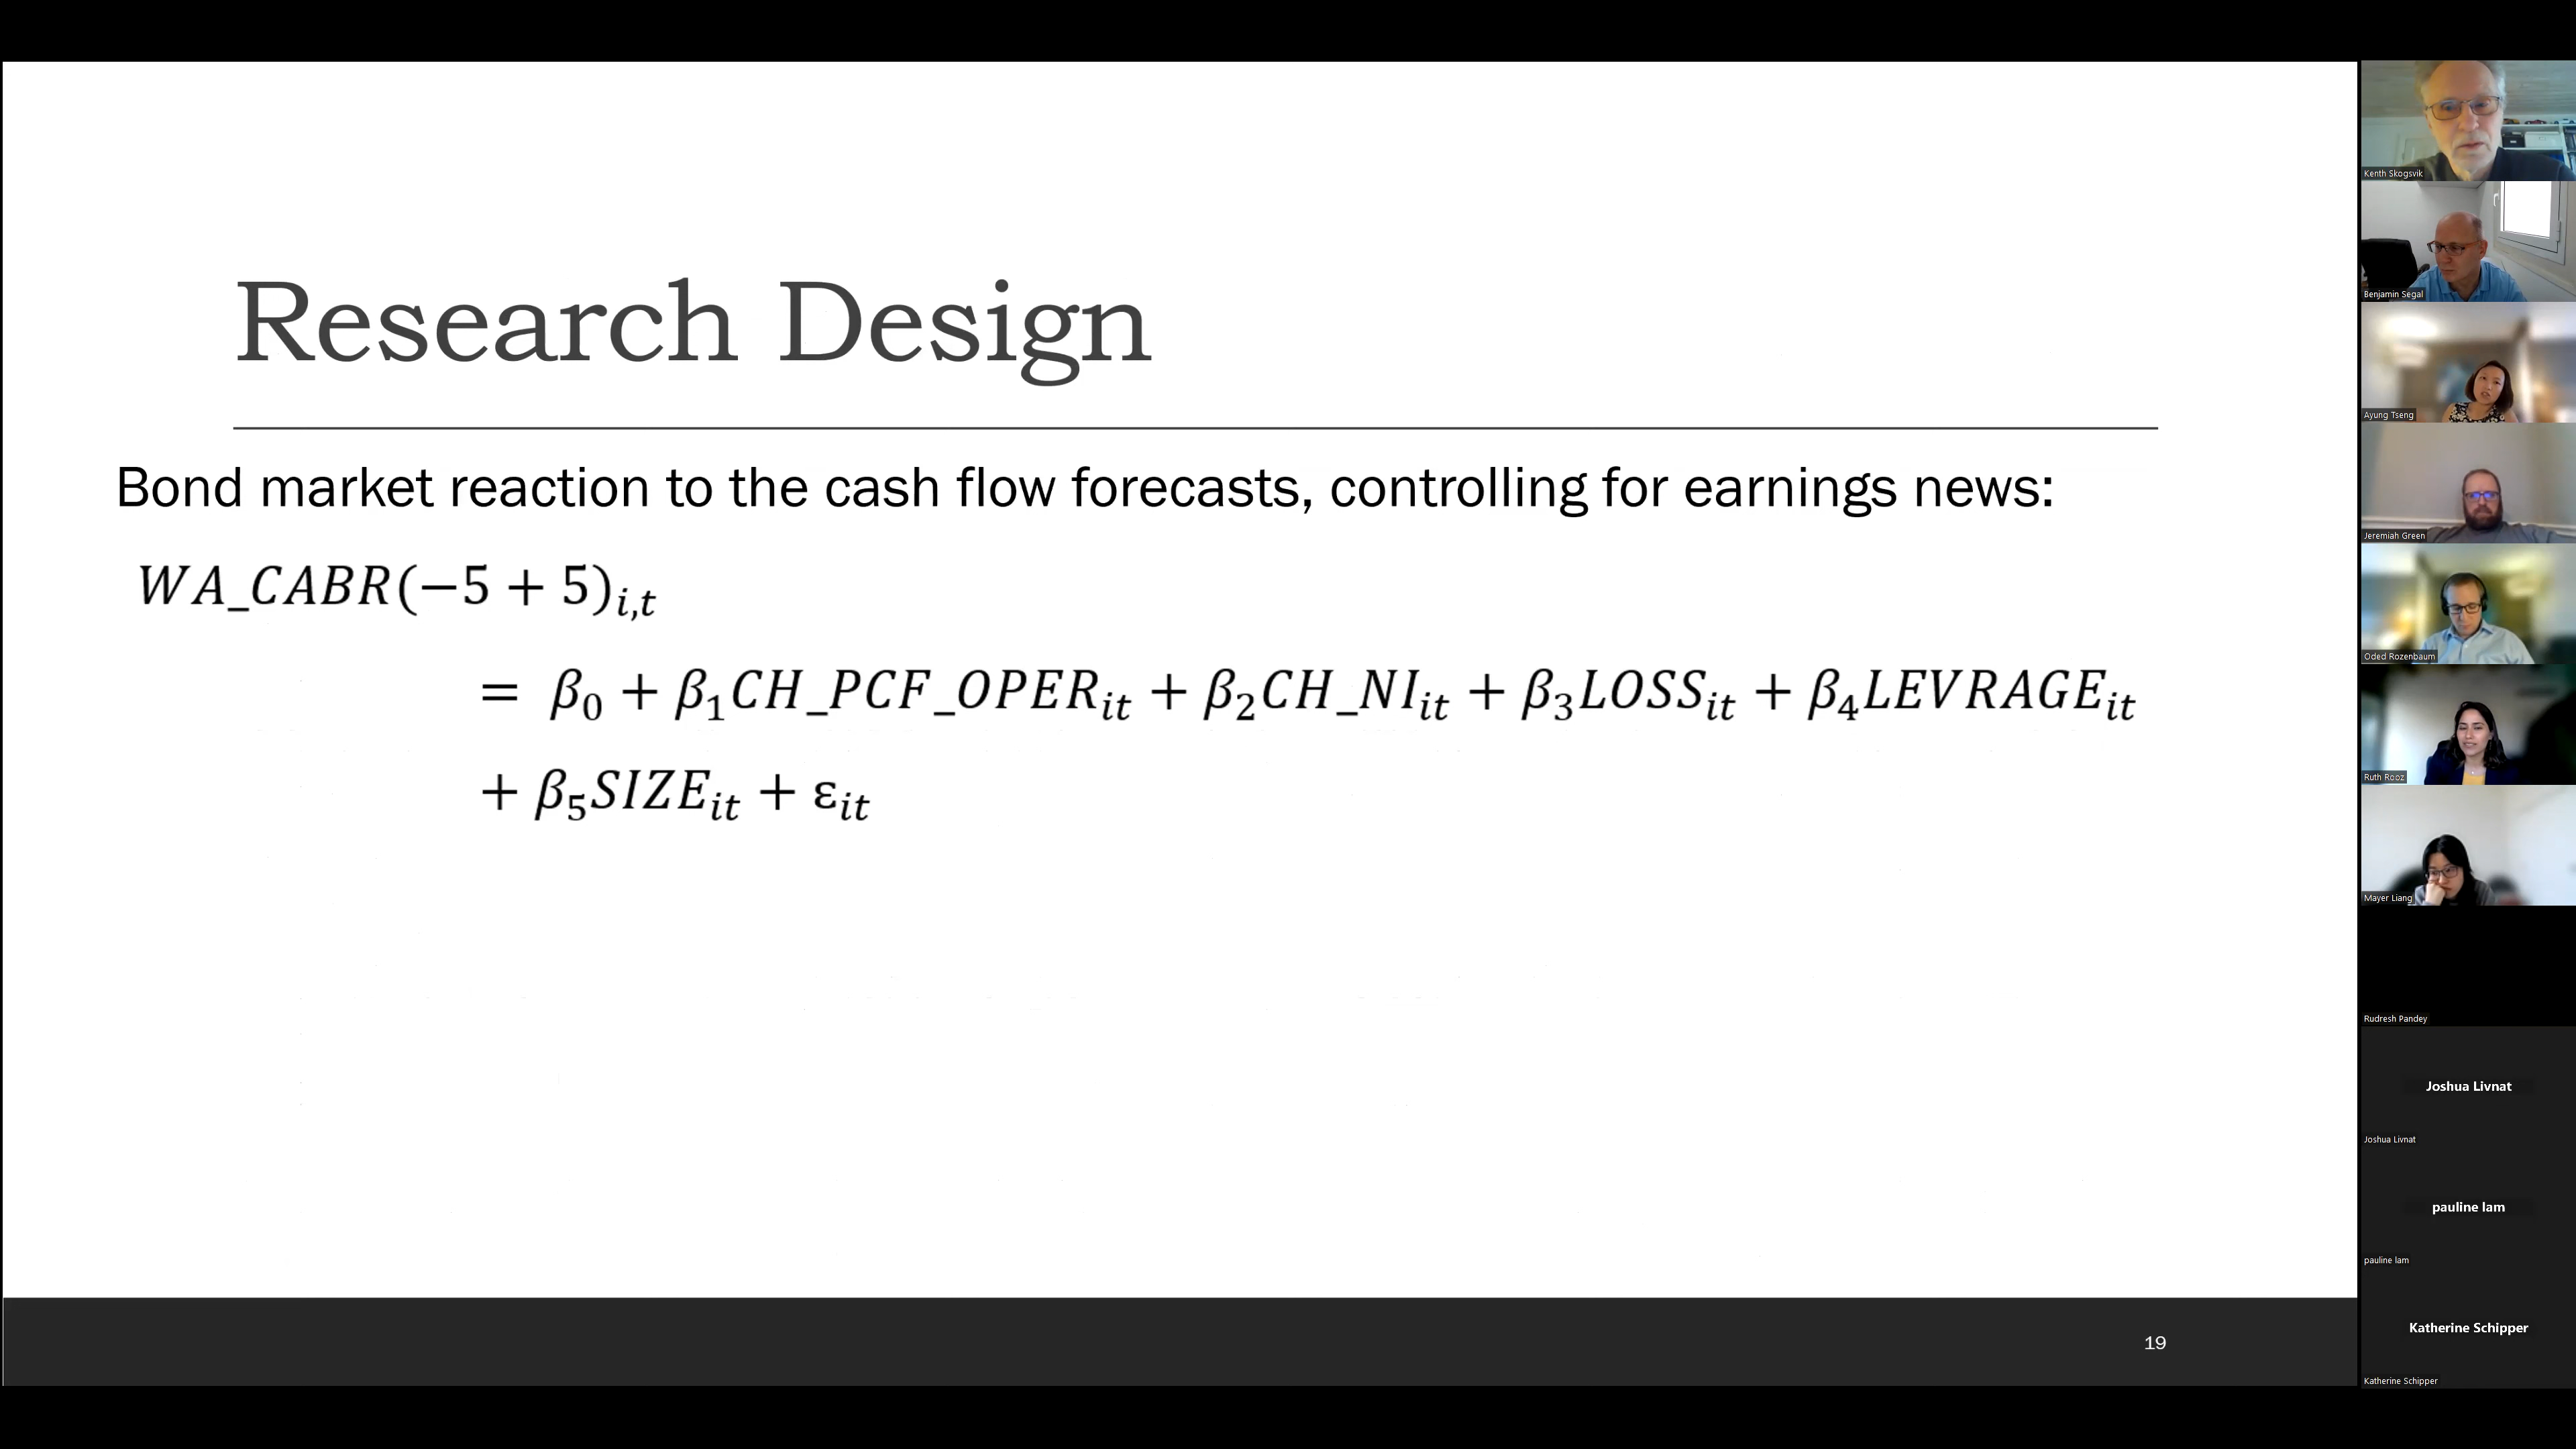 Research Design
Bond market reaction to the cash flow forecasts, controlling for earnings news:
WA_CABR(−5 + 5)i,t
= β0 + β1CH_PCF_OPERit + β2CH_NIit + β3LOSSit + β4LEVRAGEit
+ β5SIZEit + εit
19
Kenth Skogsvik
Benjamin Segal
Ayung Tseng
Jeremiah Green
Oded Rozenbaum
Ruth Rooz
Mayer Liang
Rudresh Pandey
Joshua Livnat
Joshua Livnat
pauline lam
pauline lam
Katherine Schipper
Katherine Schipper